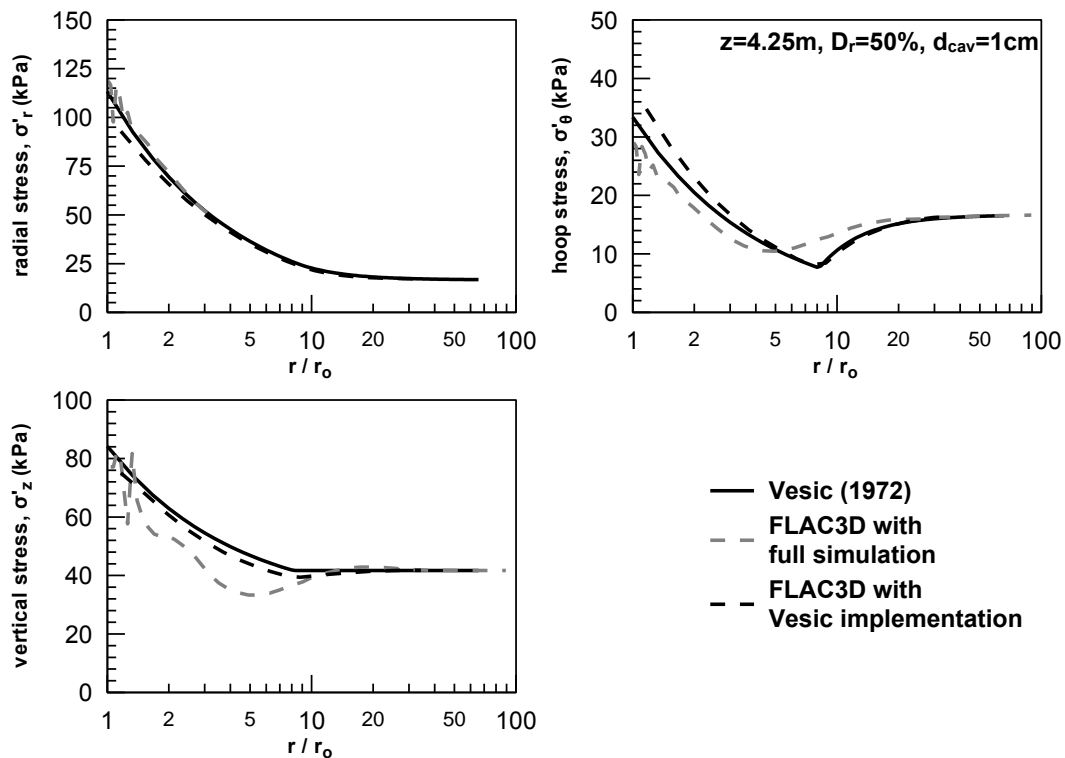 150
125
100
75
50
25
0
radial stress, σ'r (kPa)
1 2 5 10 20 50 100
r / ro
z=4.25m, Dr=50%, dcav=1cm
50
40
30
20
10
0
hoop stress, σ'θ (kPa)
1 2 5 10 20 50 100
r / ro
100
80
60
40
20
0
vertical stress, σ'z (kPa)
1 2 5 10 20 50 100
r / ro
Vesic (1972)
FLAC3D with
full simulation
FLAC3D with
Vesic implementation